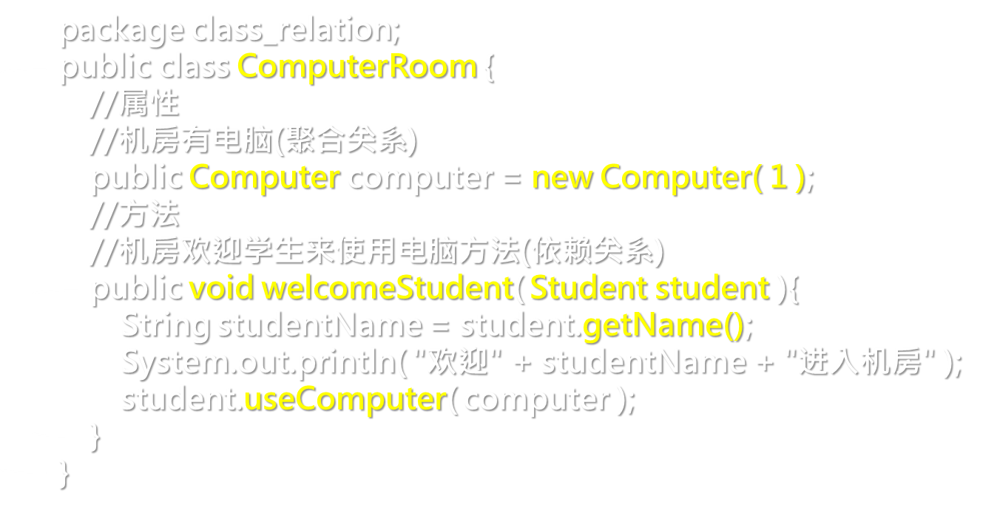 package class_relation;
public class ComputerRoom {
//属性
//机房有电脑(聚合关系)
public Computer computer = new Computer( 1 );
//方法
//机房欢迎学生来使用电脑方法(依赖关系)
public void welcomeStudent( Student student ){
String studentName = student.getName();
System.out.println( "欢迎" + studentName + "进入机房" );
student.useComputer( computer );
}
}